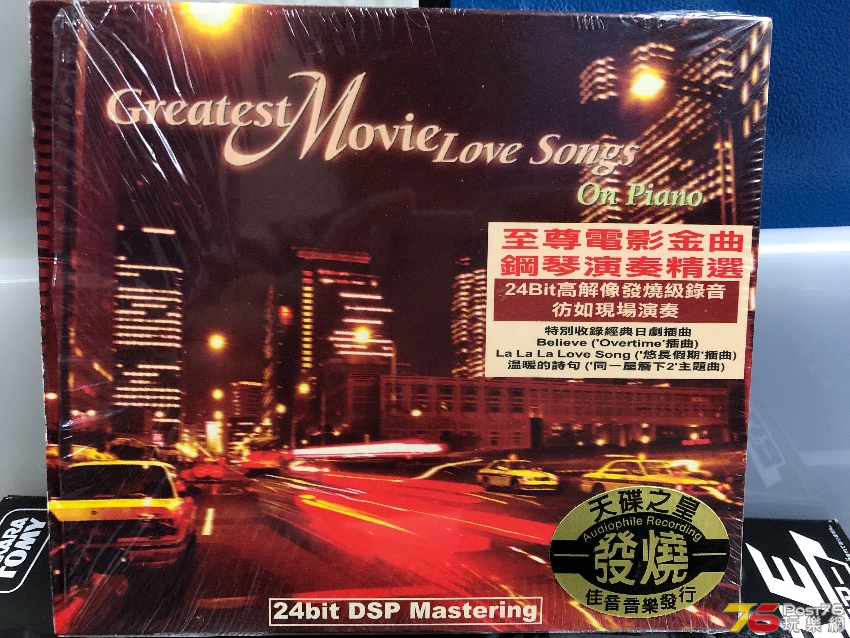 Greatest Movie Love Songs
On Piano
至尊電影金曲
鋼琴演奏精選
24Bit高解像發燒級錄音
彷如現場演奏
特別收錄經典日劇插曲
Believe ('Overtime'插曲)
La La La Love Song ('悠長假期'插曲)
溫暖的詩句 ('同一屋簷下2'主題曲)
天碟之皇
Audiophile Recording
發燒
佳音音樂發行
24bit DSP Mastering
TOMY
Post76
玩樂網